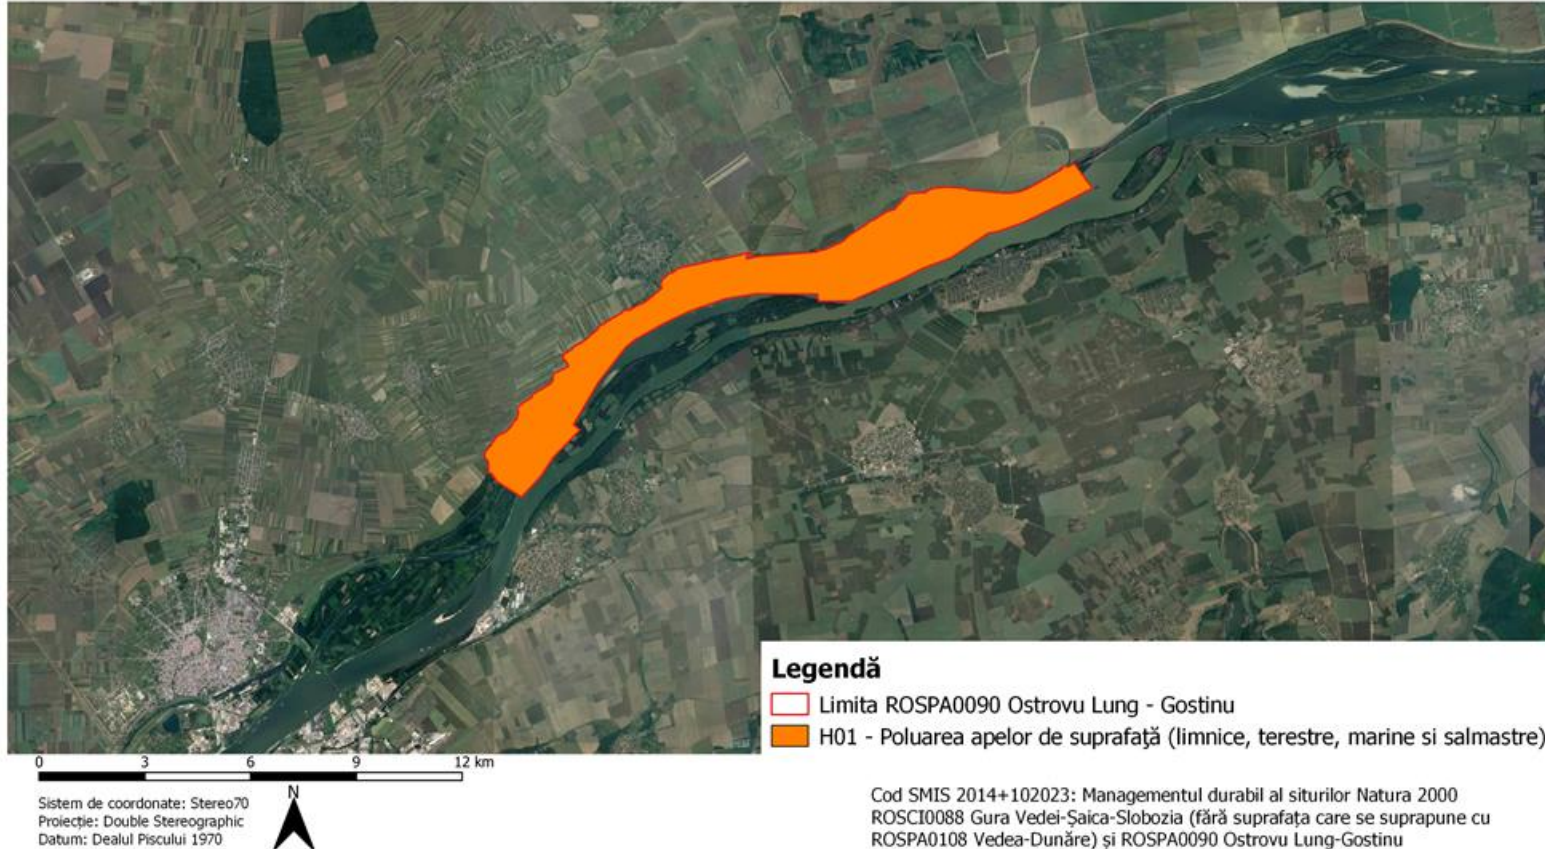 Legendă
Limita ROSPA0090 Ostrovu Lung - Gostinu
H01 - Poluarea apelor de suprafaţă (limnice, terestre, marine si salmastre)
0 3 6 9 12 km
N
Sistem de coordonate: Stereo70
Proiecţie: Double Stereographic
Datum: Dealul Piscului 1970
Cod SMIS 2014+102023: Managementul durabil al siturilor Natura 2000
ROSCI0088 Gura Vedei-Şaica-Slobozia (fără suprafaţa care se suprapune cu
ROSPA0108 Vedea-Dunăre) şi ROSPA0090 Ostrovu Lung-Gostinu